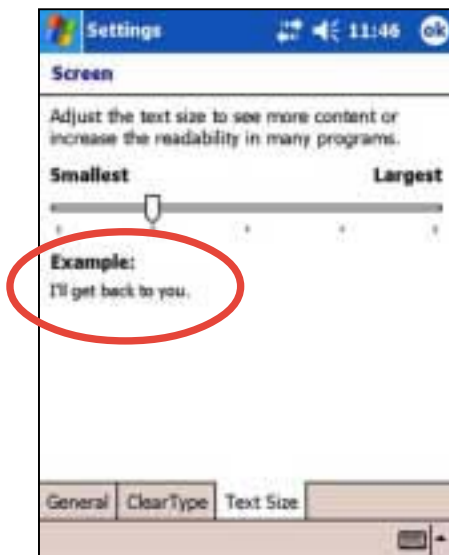 Settings 11:46 ok
Screen
Adjust the text size to see more content or
increase the readability in many programs.
Smallest Largest
Example:
I'll get back to you.
General ClearType Text Size